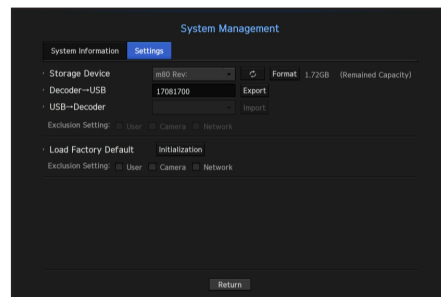 System Management
System Information Settings
Storage Device m80 Rev: Format 1.72GB (Remained Capacity)
Decoder→USB 17081700 Export
USB→Decoder Import
Exclusion Setting: User Camera Network
Load Factory Default Initialization
Exclusion Setting: User Camera Network
Return